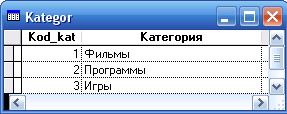 Kategor
Kod_kat Категория
1 Фильмы
2 Программы
3 Игры